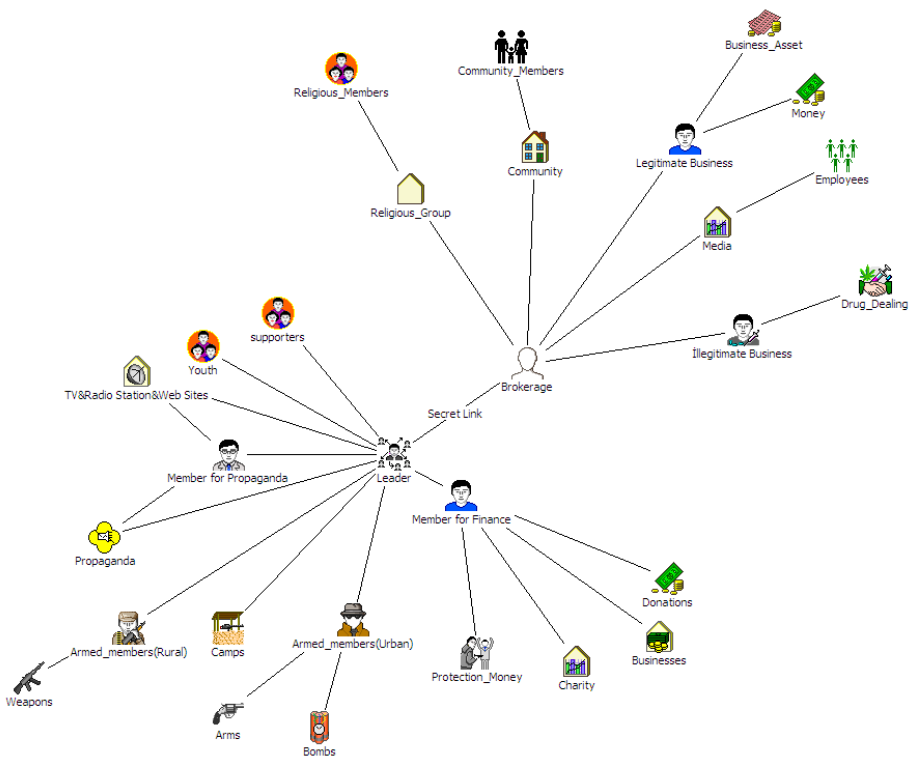 Business_Asset
Community_Members
Religious_Members
Money
Legitimate Business
Community
Employees
Religious_Group
Media
Drug_Dealing
supporters
İllegitimate Business
Youth
Brokerage
TV&Radio Station&Web Sites
Secret Link
Member for Propaganda
Leader
Member for Finance
Propaganda
Donations
Armed_members(Rural)
Camps
Armed_members(Urban)
Businesses
Protection_Money
Charity
Weapons
Arms
Bombs